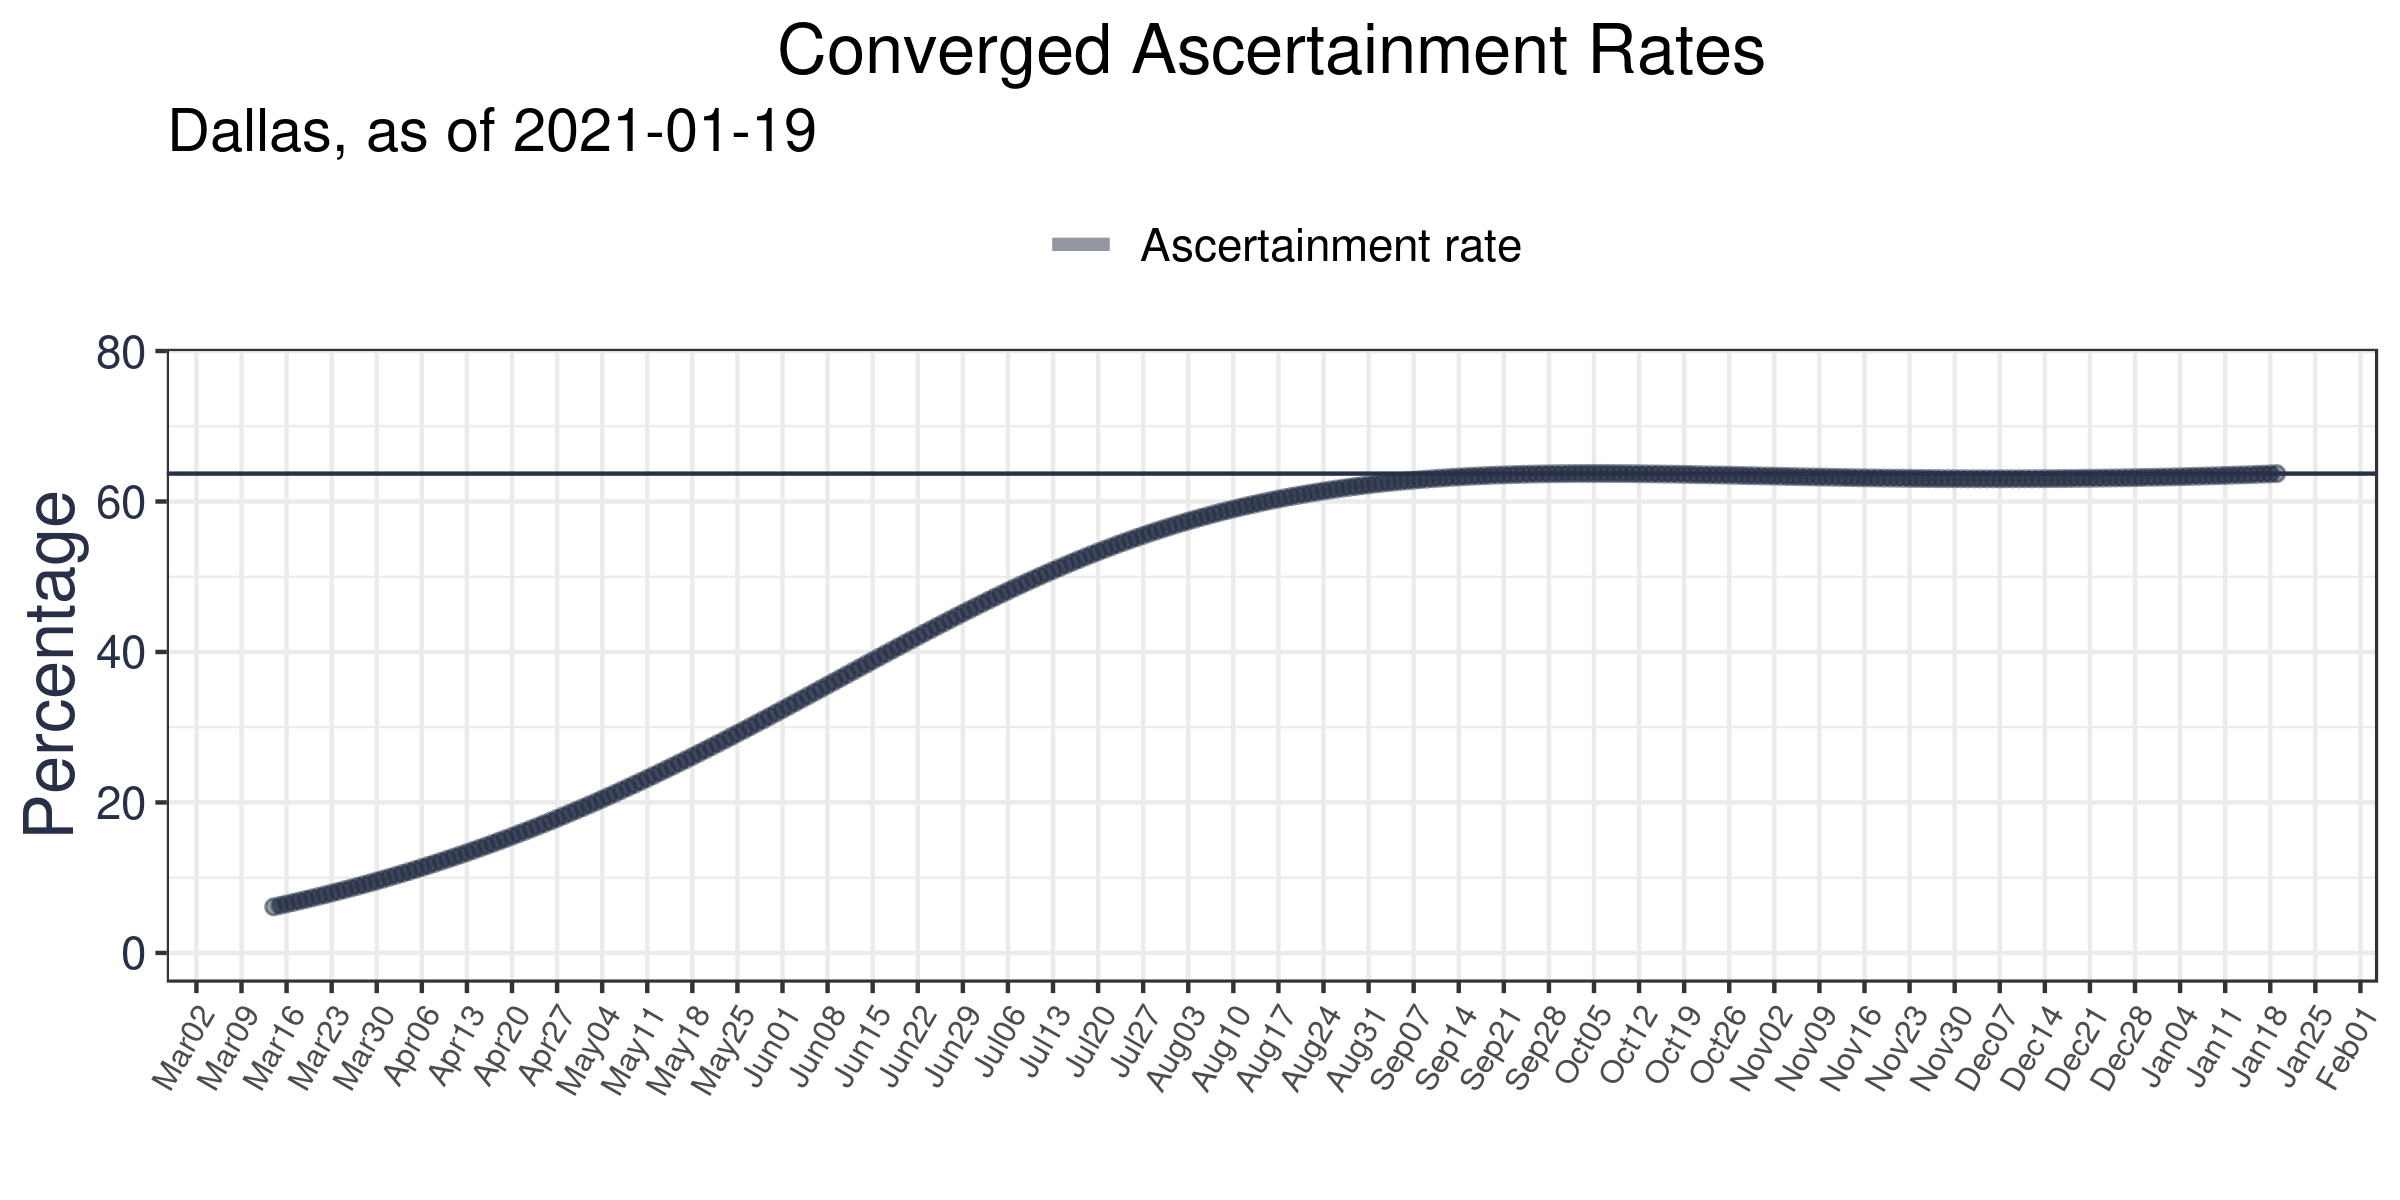 Converged Ascertainment Rates
Dallas, as of 2021-01-19
Ascertainment rate
Percentage
80
60
40
20
0
Mar02 Mar09 Mar16 Mar23 Mar30 Apr06 Apr13 Apr20 Apr27 May04 May11 May18 May25 Jun01 Jun08 Jun15 Jun22 Jun29 Jul06 Jul13 Jul20 Jul27 Aug03 Aug10 Aug17 Aug24 Aug31 Sep07 Sep14 Sep21 Sep28 Oct05 Oct12 Oct19 Oct26 Nov02 Nov09 Nov16 Nov23 Nov30 Dec07 Dec14 Dec21 Dec28 Jan04 Jan11 Jan18 Jan25 Feb01